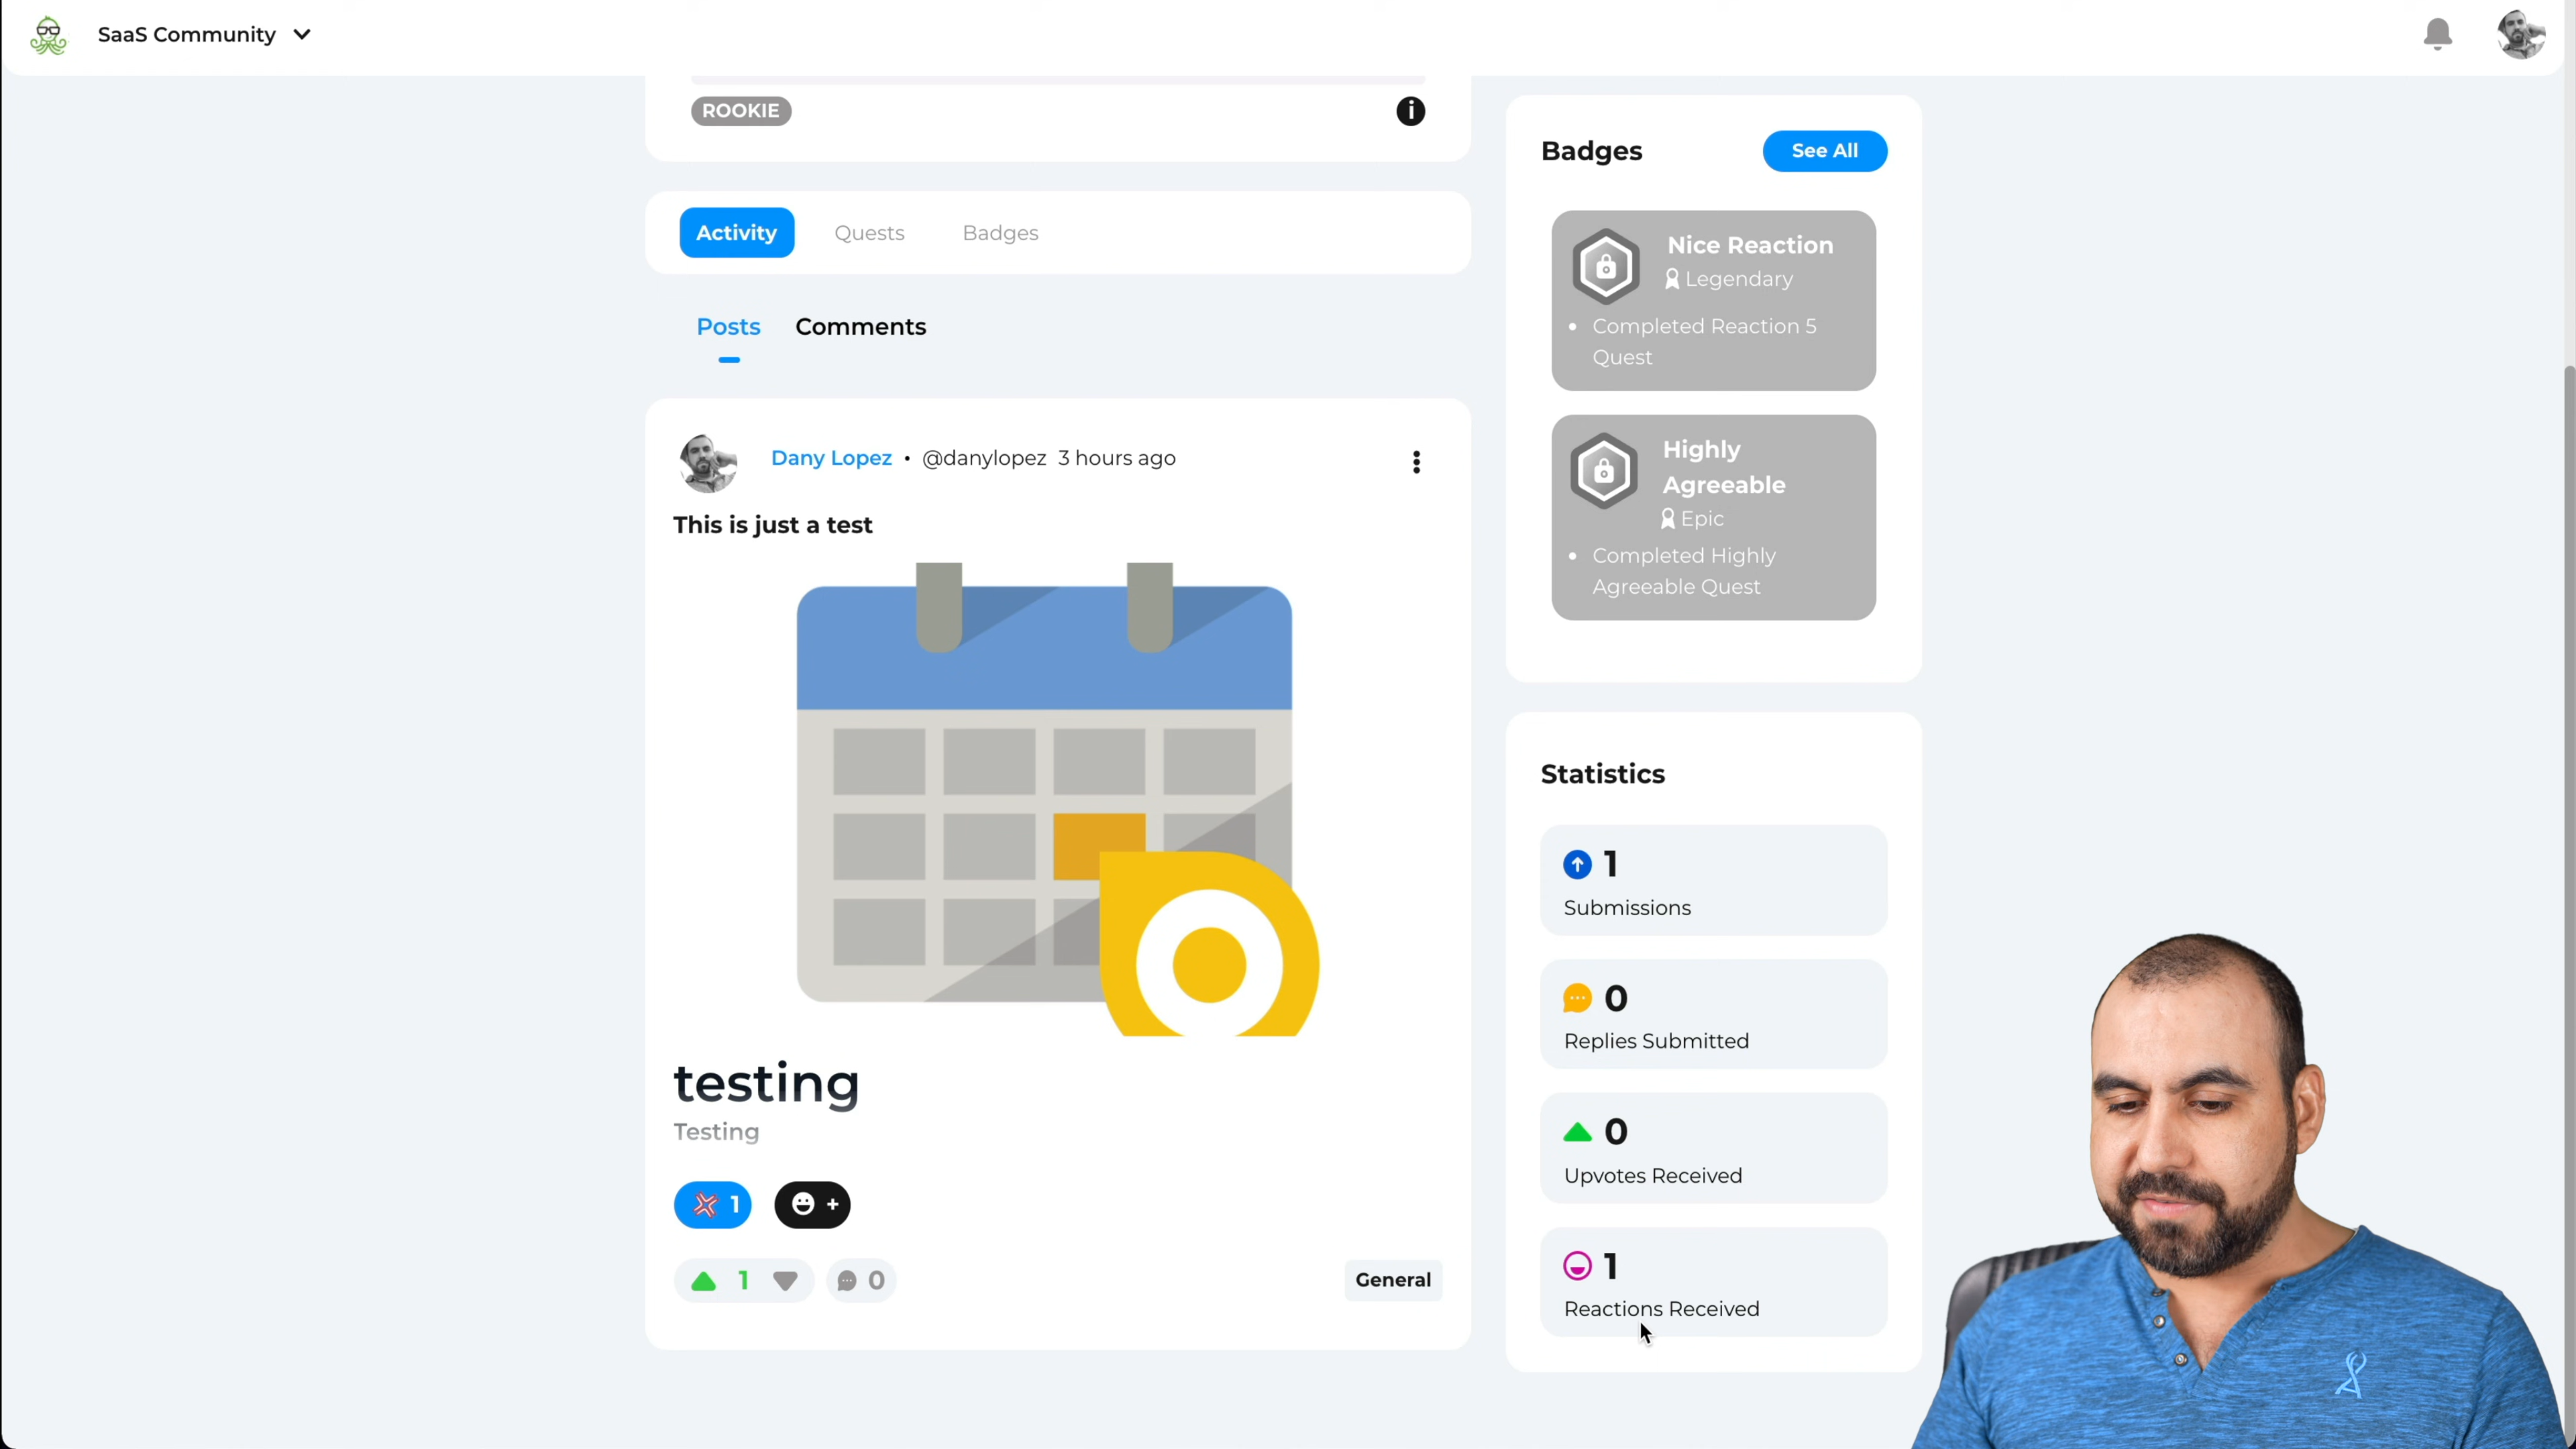 SaaS Community
ROOKIE
Activity
Quests
Badges
Posts
Comments
Dany Lopez • @danylopez 3 hours ago
This is just a test
testing
Testing
1
+
1
0
General
Badges
See All
Nice Reaction
Legendary
• Completed Reaction 5
Quest
Highly
Agreeable
Epic
• Completed Highly
Agreeable Quest
Statistics
1
Submissions
0
Replies Submitted
0
Upvotes Received
1
Reactions Received